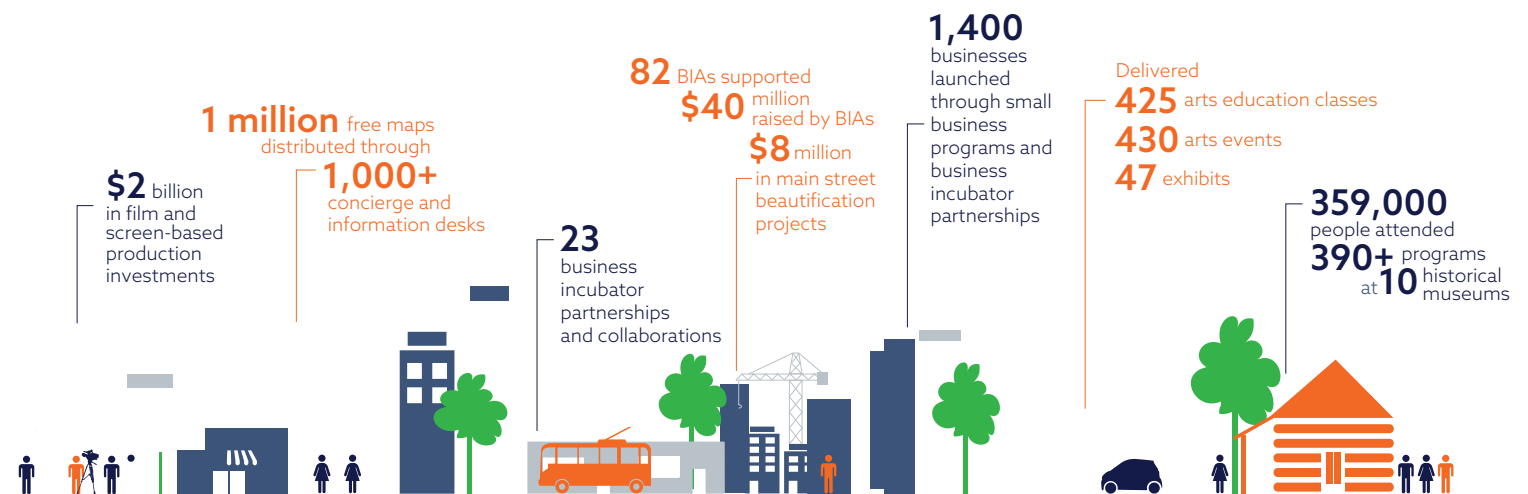 $2 billion
in film and
screen-based
production
investments
1 million free maps
distributed through
1,000+
concierge and
information desks
23
business
incubator
partnerships
and collaborations
82 BIAs supported
$40 million
raised by BIAs
$8 million
in main street
beautification
projects
1,400
businesses
launched
through small
business
programs and
business
incubator
partnerships
Delivered
425 arts education classes
430 arts events
47 exhibits
359,000
people attended
390+ programs
at 10 historical
museums